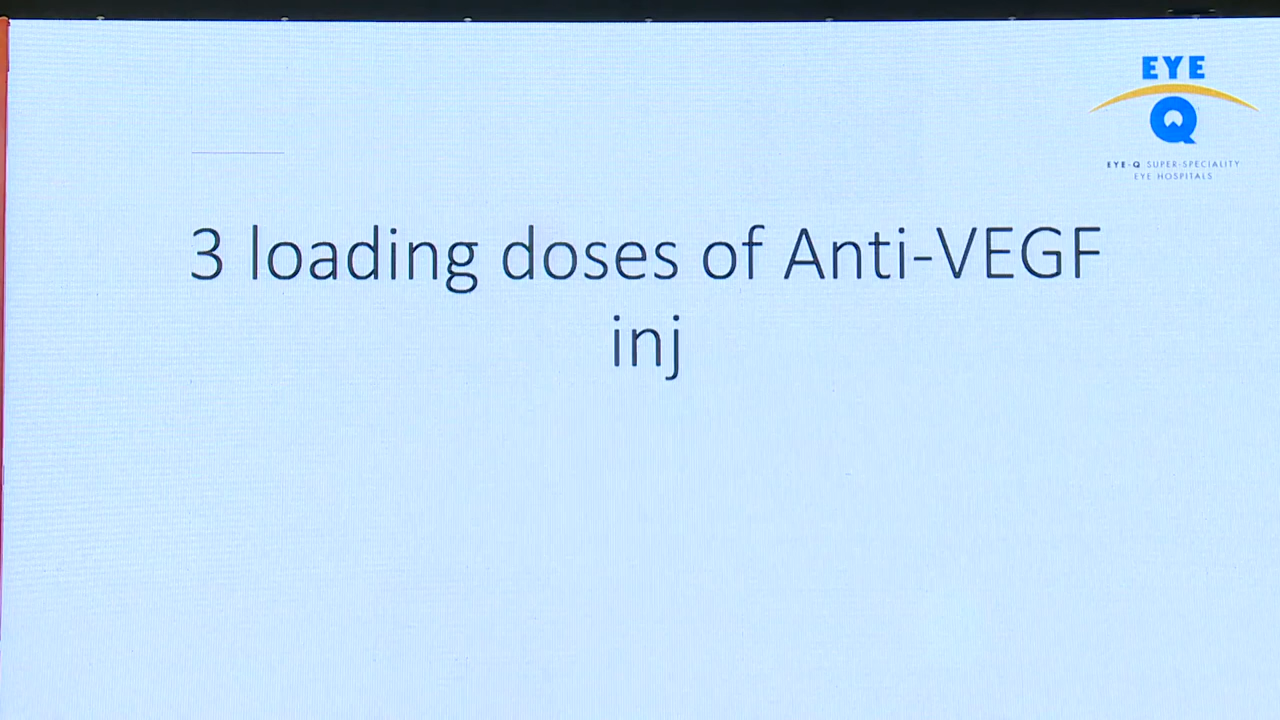 EYE
Q
EYE-Q SUPER-SPECIALITY
EYE HOSPITALS
3 loading doses of Anti-VEGF
inj